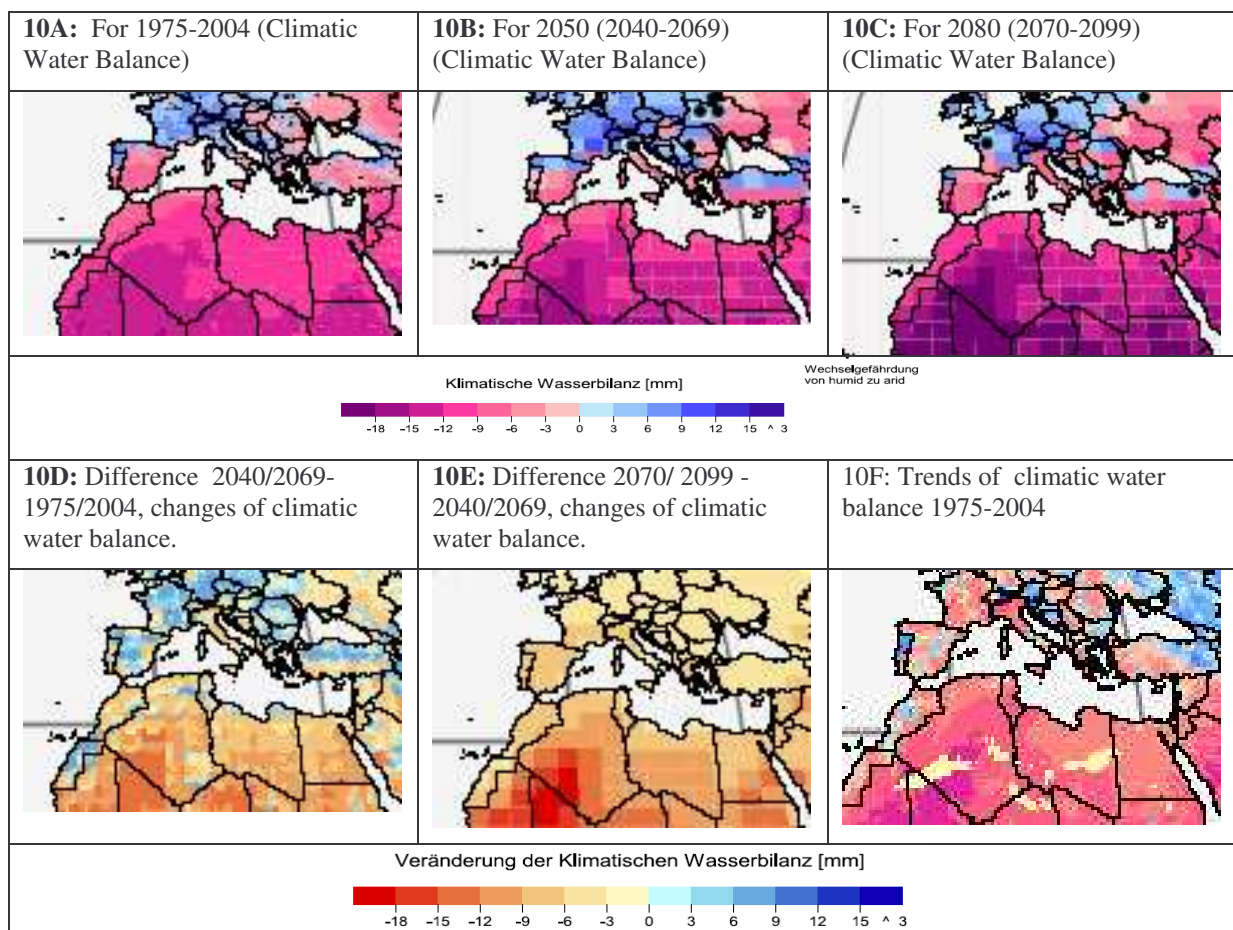 10A: For 1975-2004 (Climatic
Water Balance)
10B: For 2050 (2040-2069)
(Climatic Water Balance)
10C: For 2080 (2070-2099)
(Climatic Water Balance)
Wechselgefährdung
von humid zu arid
Klimatische Wasserbilanz [mm]
-18 -15 -12 -9 -6 -3 0 3 6 9 12 15 ^ 3
10D: Difference 2040/2069-
1975/2004, changes of climatic
water balance.
10E: Difference 2070/ 2099 -
2040/2069, changes of climatic
water balance.
10F: Trends of climatic water
balance 1975-2004
Veränderung der Klimatischen Wasserbilanz [mm]
-18 -15 -12 -9 -6 -3 0 3 6 9 12 15 ^ 3